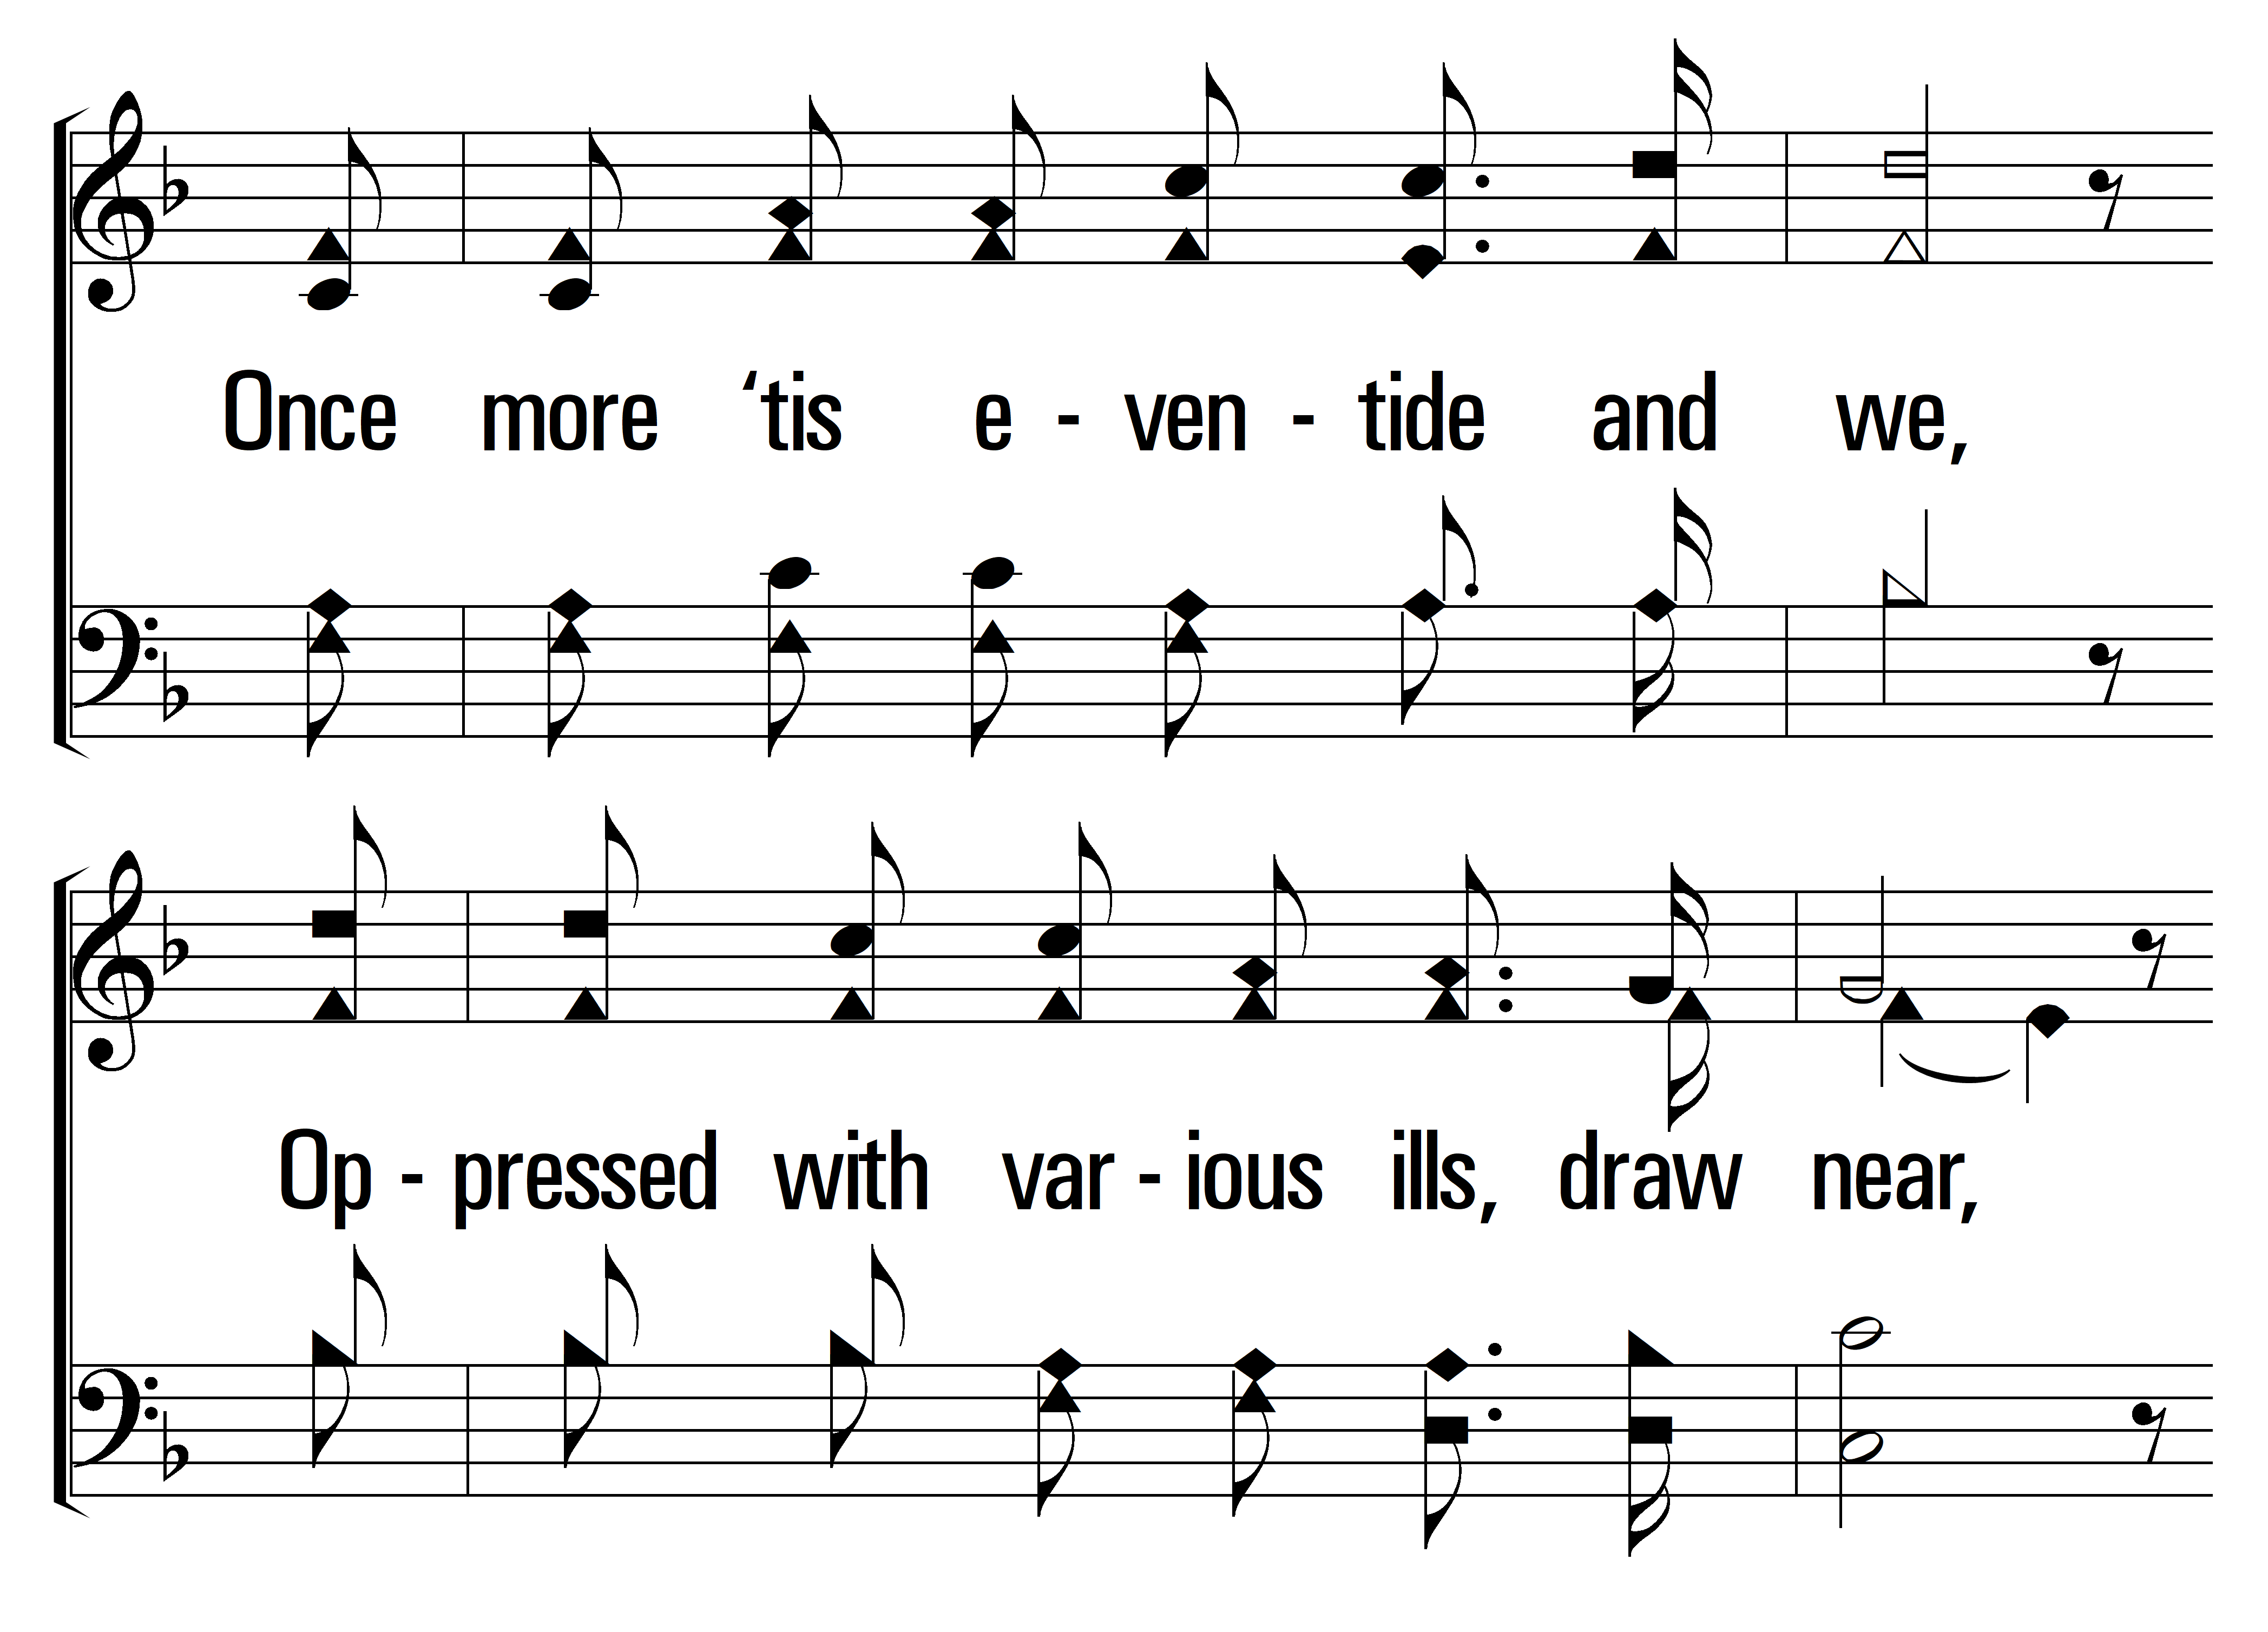 Once more ‘tis e - ven - tide and we,
Op - pressed with var - ious ills, draw near,